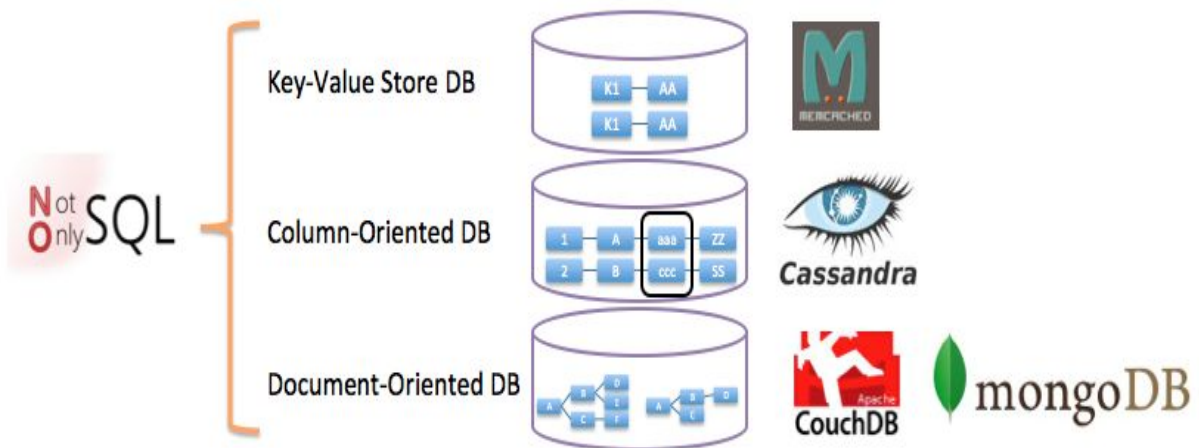 Not Only SQL
Key-Value Store DB
K1 AA
K1 AA
MEMCACHED
Column-Oriented DB
1 A aaa ZZ
2 B ccc SS
Cassandra
Document-Oriented DB
A B C D E F
A B C D
Apache
CouchDB
mongoDB